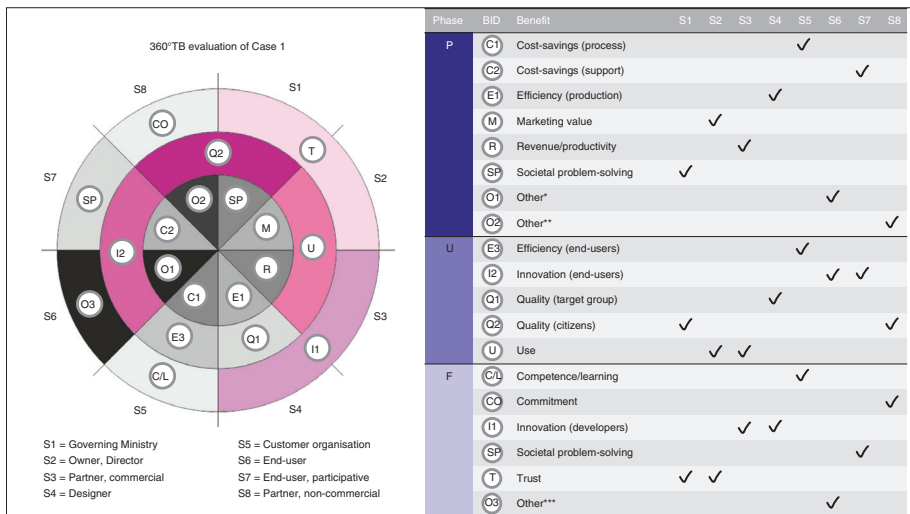 360°TB evaluation of Case 1
S8
S1
CO
T
Q2
S7
S2
SP
O2
SP
C2
M
I2
U
O1
R
C1
E1
O3
S6
S3
E3
Q1
I1
C/L
S5
S4
S1 = Governing Ministry
S2 = Owner, Director
S3 = Partner, commercial
S4 = Designer
S5 = Customer organisation
S6 = End-user
S7 = End-user, participative
S8 = Partner, non-commercial
Phase BID Benefit S1 S2 S3 S4 S5 S6 S7 S8
P C1 Cost-savings (process) ✓
C2 Cost-savings (support) ✓
E1 Efficiency (production) ✓
M Marketing value ✓
R Revenue/productivity ✓
SP Societal problem-solving ✓
O1 Other* ✓
O2 Other** ✓
U E3 Efficiency (end-users) ✓
I2 Innovation (end-users) ✓ ✓
Q1 Quality (target group) ✓
Q2 Quality (citizens) ✓ ✓
U Use ✓ ✓
F C/L Competence/learning ✓
CO Commitment ✓
I1 Innovation (developers) ✓ ✓
SP Societal problem-solving ✓
T Trust ✓ ✓
O3 Other*** ✓